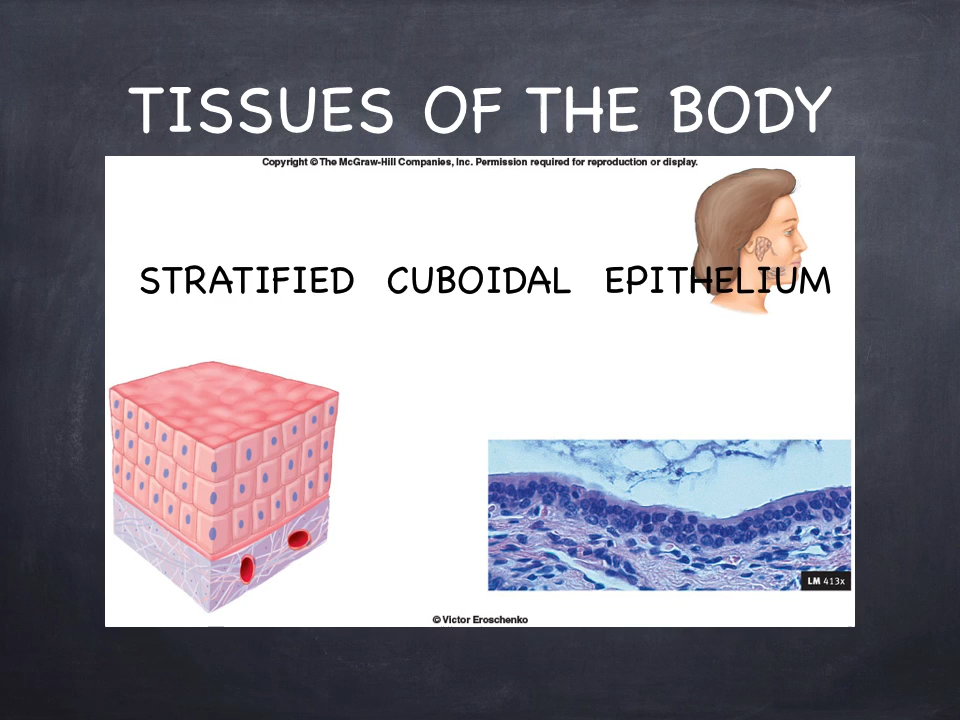 TISSUES OF THE BODY
Copyright © The McGraw-Hill Companies, Inc. Permission required for reproduction or display.
STRATIFIED CUBOIDAL EPITHELIUM
LM 413x
© Victor Eroschenko